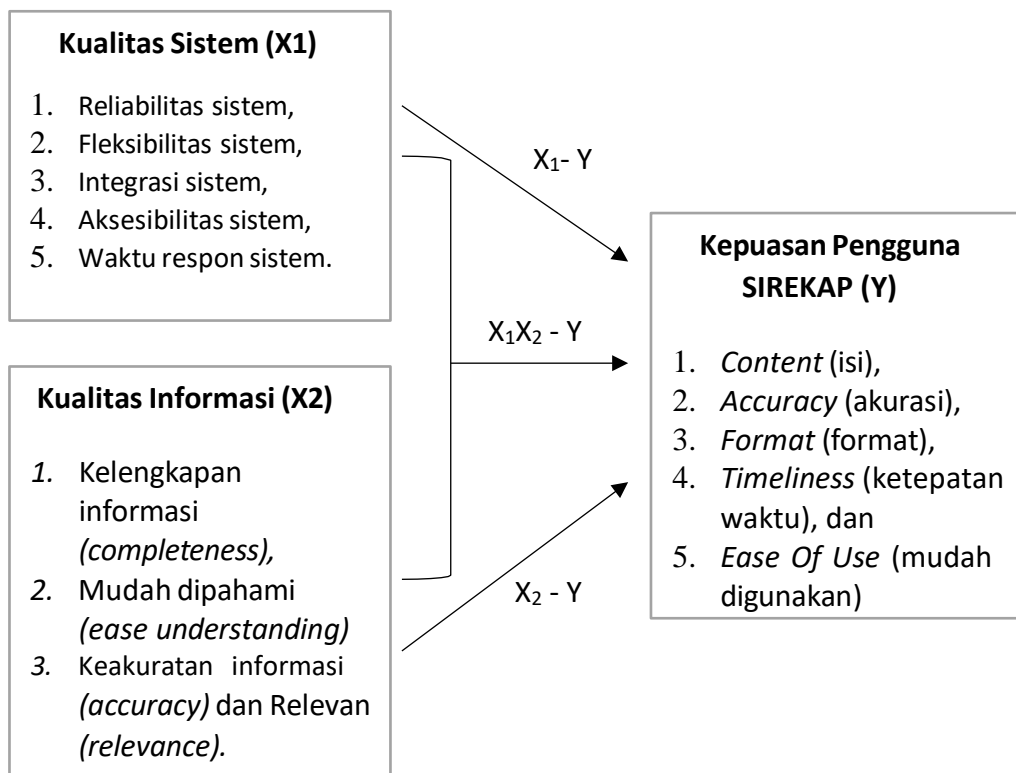 Kualitas Sistem (X1)
1. Reliabilitas sistem,
2. Fleksibilitas sistem,
3. Integrasi sistem,
4. Aksesibilitas sistem,
5. Waktu respon sistem.
Kualitas Informasi (X2)
1. Kelengkapan
informasi
(completeness),
2. Mudah dipahami
(ease understanding)
3. Keakuratan informasi
(accuracy) dan Relevan
(relevance).
X1- Y
X1X2 - Y
X2 - Y
Kepuasan Pengguna
SIREKAP (Y)
1. Content (isi),
2. Accuracy (akurasi),
3. Format (format),
4. Timeliness (ketepatan
waktu), dan
5. Ease Of Use (mudah
digunakan)